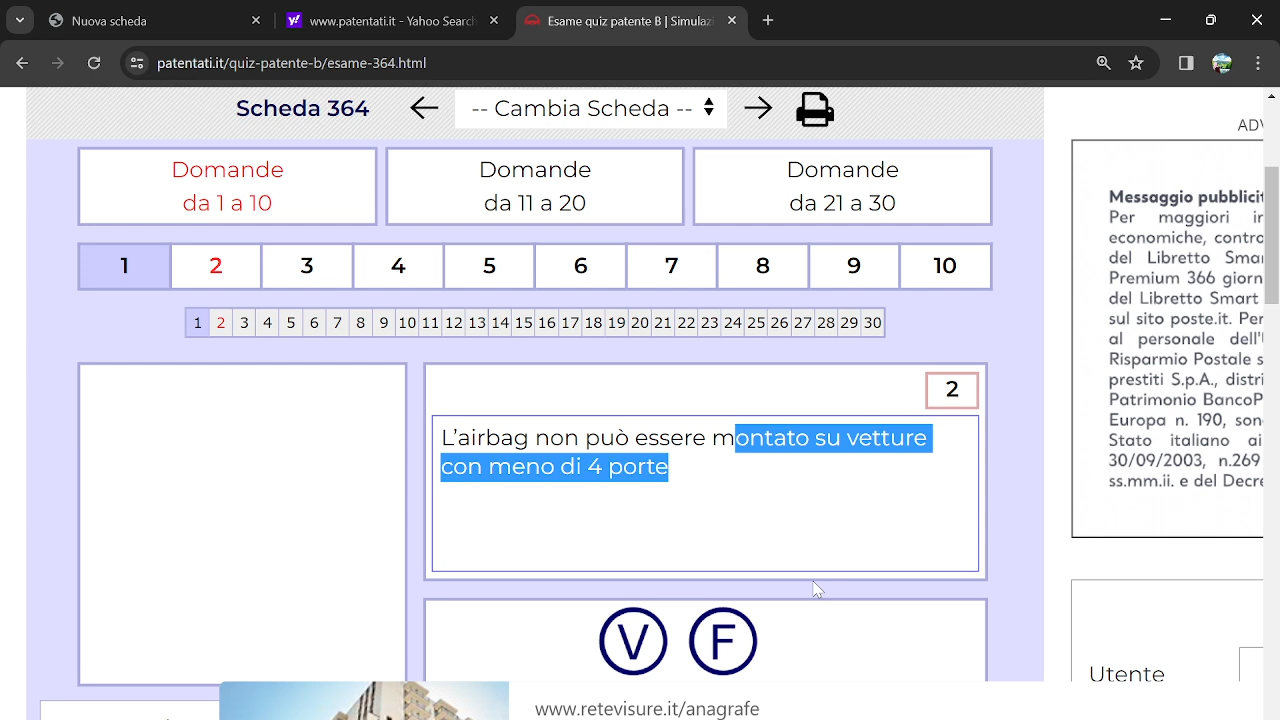 Nuova scheda
www.patentati.it - Yahoo Search
Esame quiz patente B | Simulazi
patentati.it/quiz-patente-b/esame-364.html
Scheda 364
-- Cambia Scheda --
Domande
da 1 a 10
Domande
da 11 a 20
Domande
da 21 a 30
1 2 3 4 5 6 7 8 9 10
1 2 3 4 5 6 7 8 9 10 11 12 13 14 15 16 17 18 19 20 21 22 23 24 25 26 27 28 29 30
2
L'airbag non può essere montato su vetture
con meno di 4 porte
V F
www.retevisure.it/anagrafe
Messaggio pubblicit
Per maggiori
economiche, contro
del Libretto Smar
Premium 366 giorn
del Libretto Smart
sul sito poste.it. Per
al personale dell'
Risparmio Postale s
prestiti S.p.A., distri
Patrimonio BancoP
Europa n. 190, son
Stato italiano ai
30/09/2003, n.269
ss.mm.ii. e del Decre
Utente